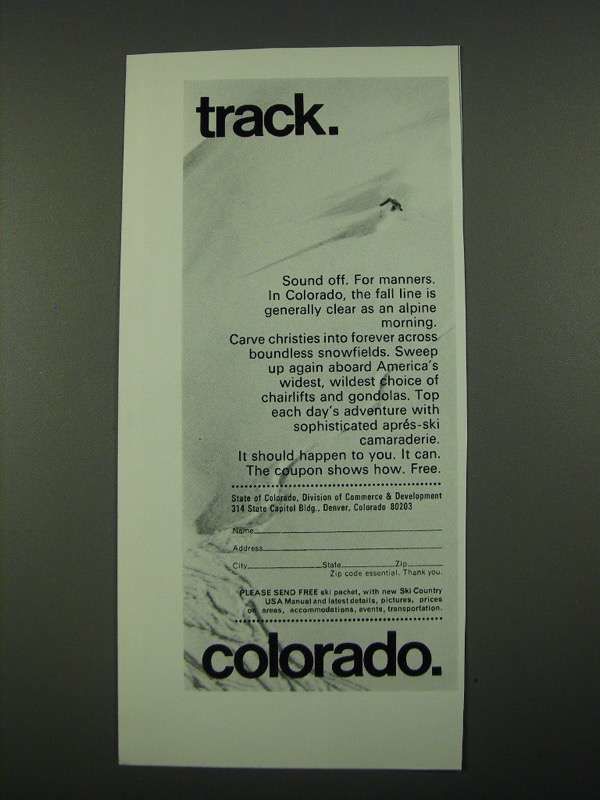 track.
Sound off. For manners.
In Colorado, the fall line is
generally clear as an alpine
morning.
Carve christies into forever across
boundless snowfields. Sweep
up again aboard America's
widest, wildest choice of
chairlifts and gondolas. Top
each day's adventure with
sophisticated aprés-ski
camaraderie.
It should happen to you. It can.
The coupon shows how. Free.
State of Colorado, Division of Commerce & Development
314 State Capitol Bldg., Denver, Colorado 80203
Name
Address
City State Zip
Zip code essential. Thank you.
PLEASE SEND FREE ski packet, with new Ski Country
USA Manual and latest details, pictures, prices
on areas, accommodations, events, transportation.
colorado.